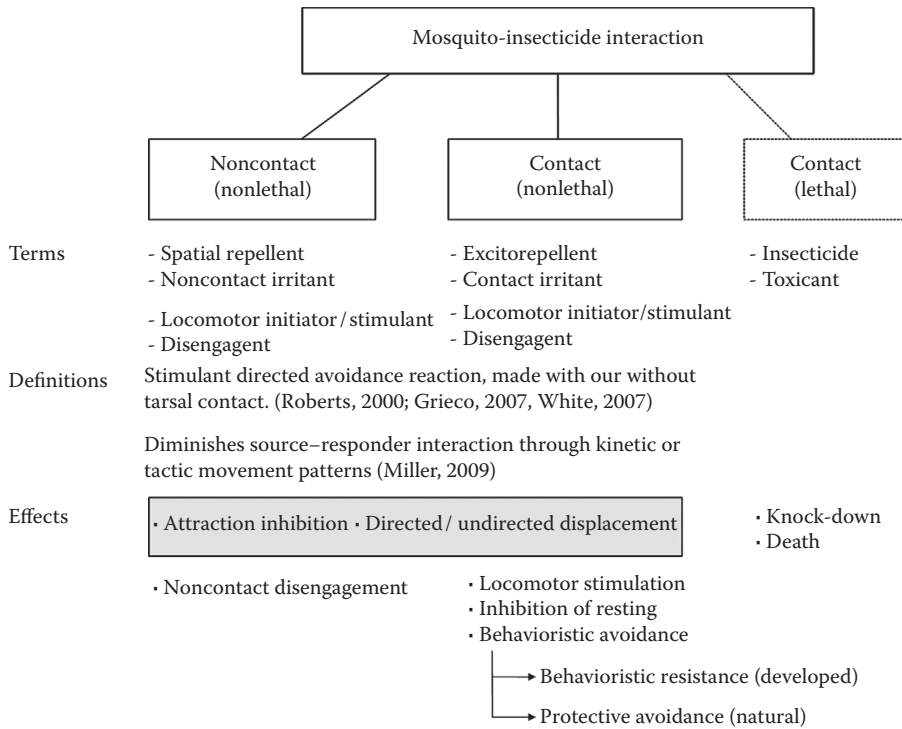 Mosquito-insecticide interaction
Noncontact
(nonlethal)
Contact
(nonlethal)
Contact
(lethal)
Terms
- Spatial repellent
- Noncontact irritant
- Locomotor initiator/stimulant
- Disengagent
- Excitorepellent
- Contact irritant
- Locomotor initiator/stimulant
- Disengagent
- Insecticide
- Toxicant
Definitions
Stimulant directed avoidance reaction, made with our without
tarsal contact. (Roberts, 2000; Grieco, 2007, White, 2007)
Diminishes source–responder interaction through kinetic or
tactic movement patterns (Miller, 2009)
Effects
· Attraction inhibition · Directed/ undirected displacement
· Noncontact disengagement
· Locomotor stimulation
· Inhibition of resting
· Behavioristic avoidance
Behavioristic resistance (developed)
Protective avoidance (natural)
· Knock-down
· Death